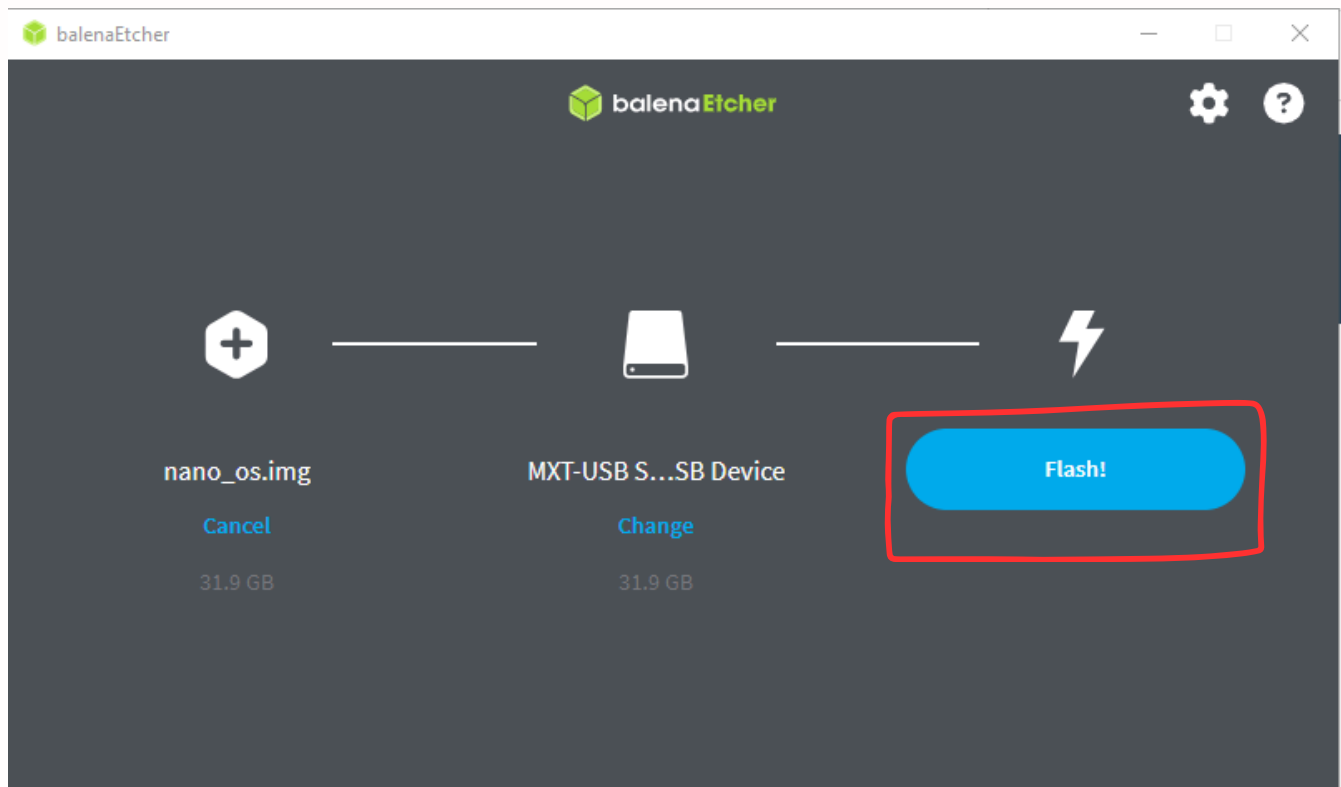 balenaEtcher
balenaEtcher
?
nano_os.img
MXT-USB S...SB Device
Flash!
Cancel
Change
31.9 GB
31.9 GB